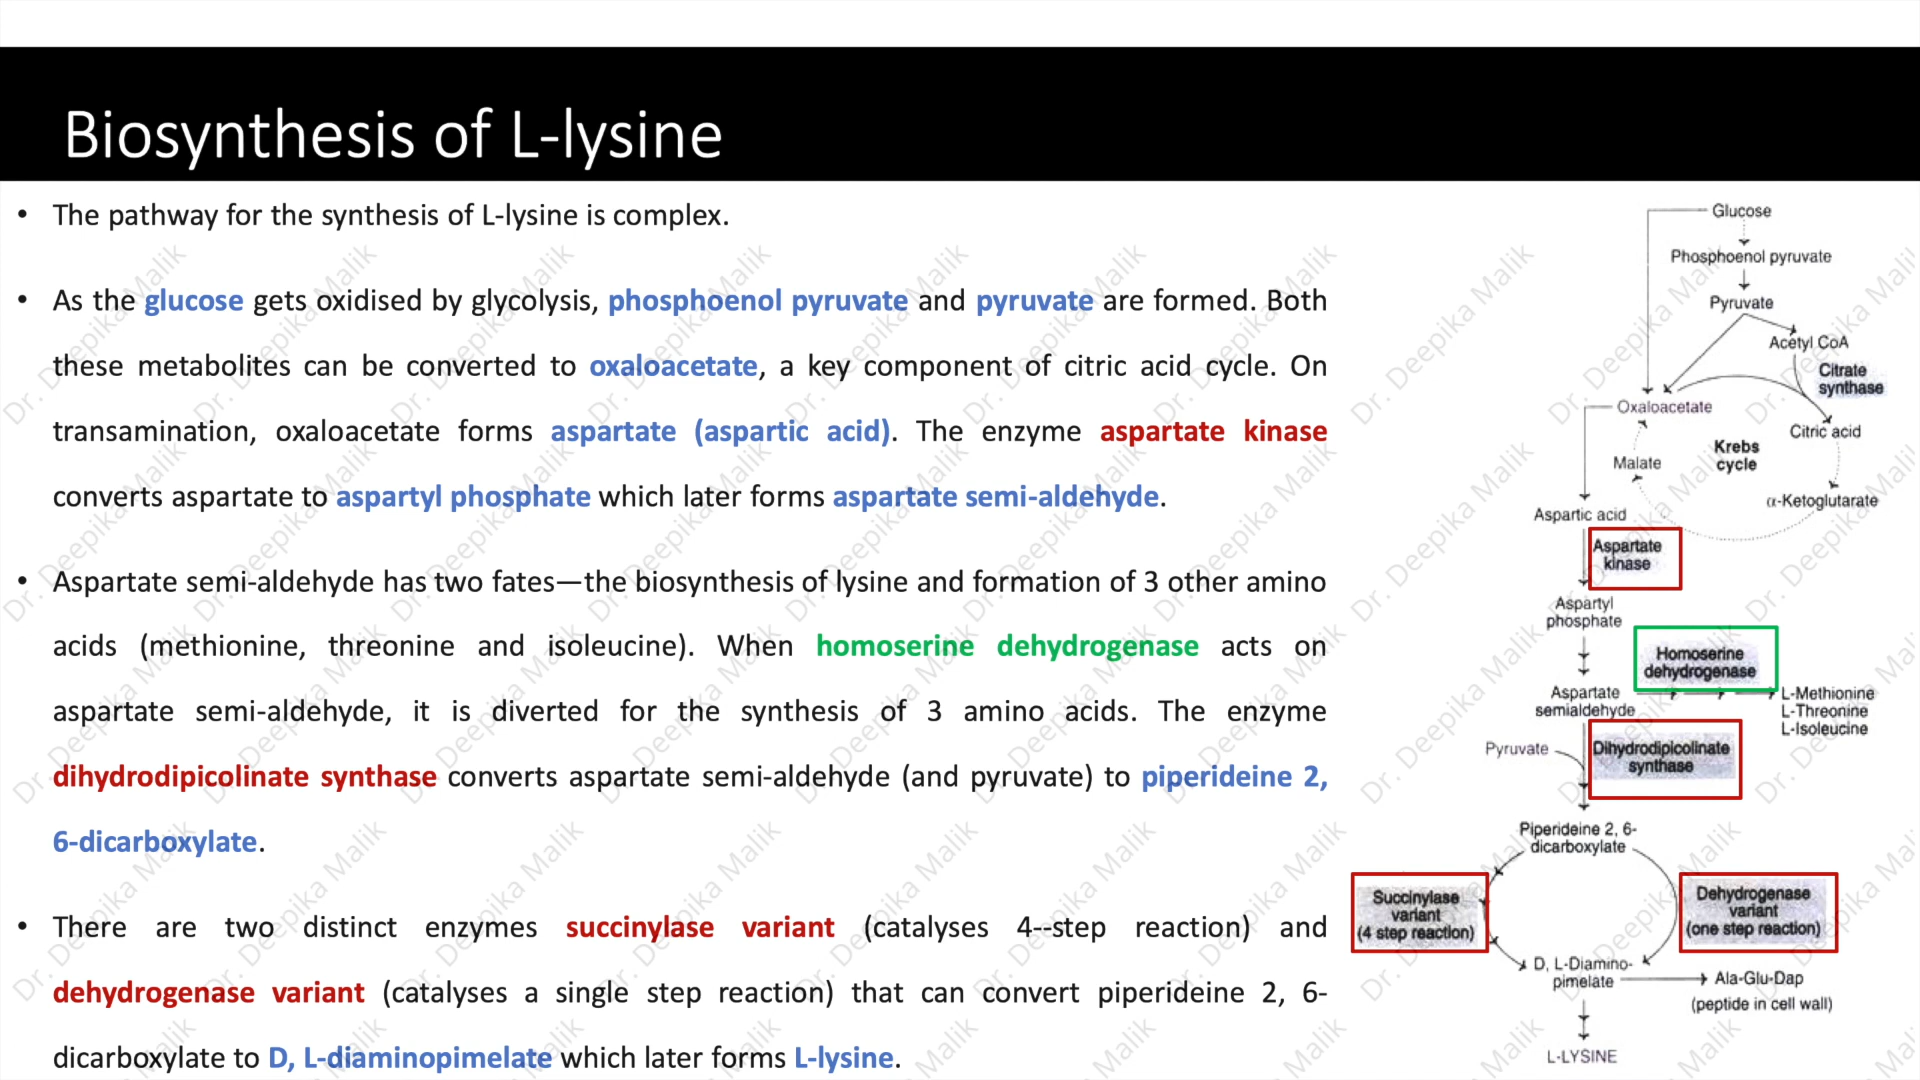 Biosynthesis of L-lysine
• The pathway for the synthesis of L-lysine is complex.
• As the glucose gets oxidised by glycolysis, phosphoenol pyruvate and pyruvate are formed. Both
these metabolites can be converted to oxaloacetate, a key component of citric acid cycle. On
transamination, oxaloacetate forms aspartate (aspartic acid). The enzyme aspartate kinase
converts aspartate to aspartyl phosphate which later forms aspartate semi-aldehyde.
• Aspartate semi-aldehyde has two fates—the biosynthesis of lysine and formation of 3 other amino
acids (methionine, threonine and isoleucine). When homoserine dehydrogenase acts on
aspartate semi-aldehyde, it is diverted for the synthesis of 3 amino acids. The enzyme
dihydrodipicolinate synthase converts aspartate semi-aldehyde (and pyruvate) to piperideine 2,
6-dicarboxylate.
• There are two distinct enzymes succinylase variant (catalyses 4--step reaction) and
dehydrogenase variant (catalyses a single step reaction) that can convert piperideine 2, 6-
dicarboxylate to D, L-diaminopimelate which later forms L-lysine.
Glucose
Phosphoenol pyruvate
Pyruvate
Acetyl CoA
Citrate
synthase
Oxaloacetate
Citric acid
Krebs
cycle
Malate
α-Ketoglutarate
Aspartic acid
Aspartate
kinase
Aspartyl
phosphate
Homoserine
dehydrogenase
Aspartate
semialdehyde
L-Methionine
L-Threonine
L-Isoleucine
Pyruvate
Dihydrodipicolinate
synthase
Piperideine 2, 6-
dicarboxylate
Succinylase
variant
(4 step reaction)
Dehydrogenase
variant
(one step reaction)
D, L-Diamino-
pimelate
Ala-Glu-Dap
(peptide in cell wall)
L-LYSINE
Dr. Deepika Malik